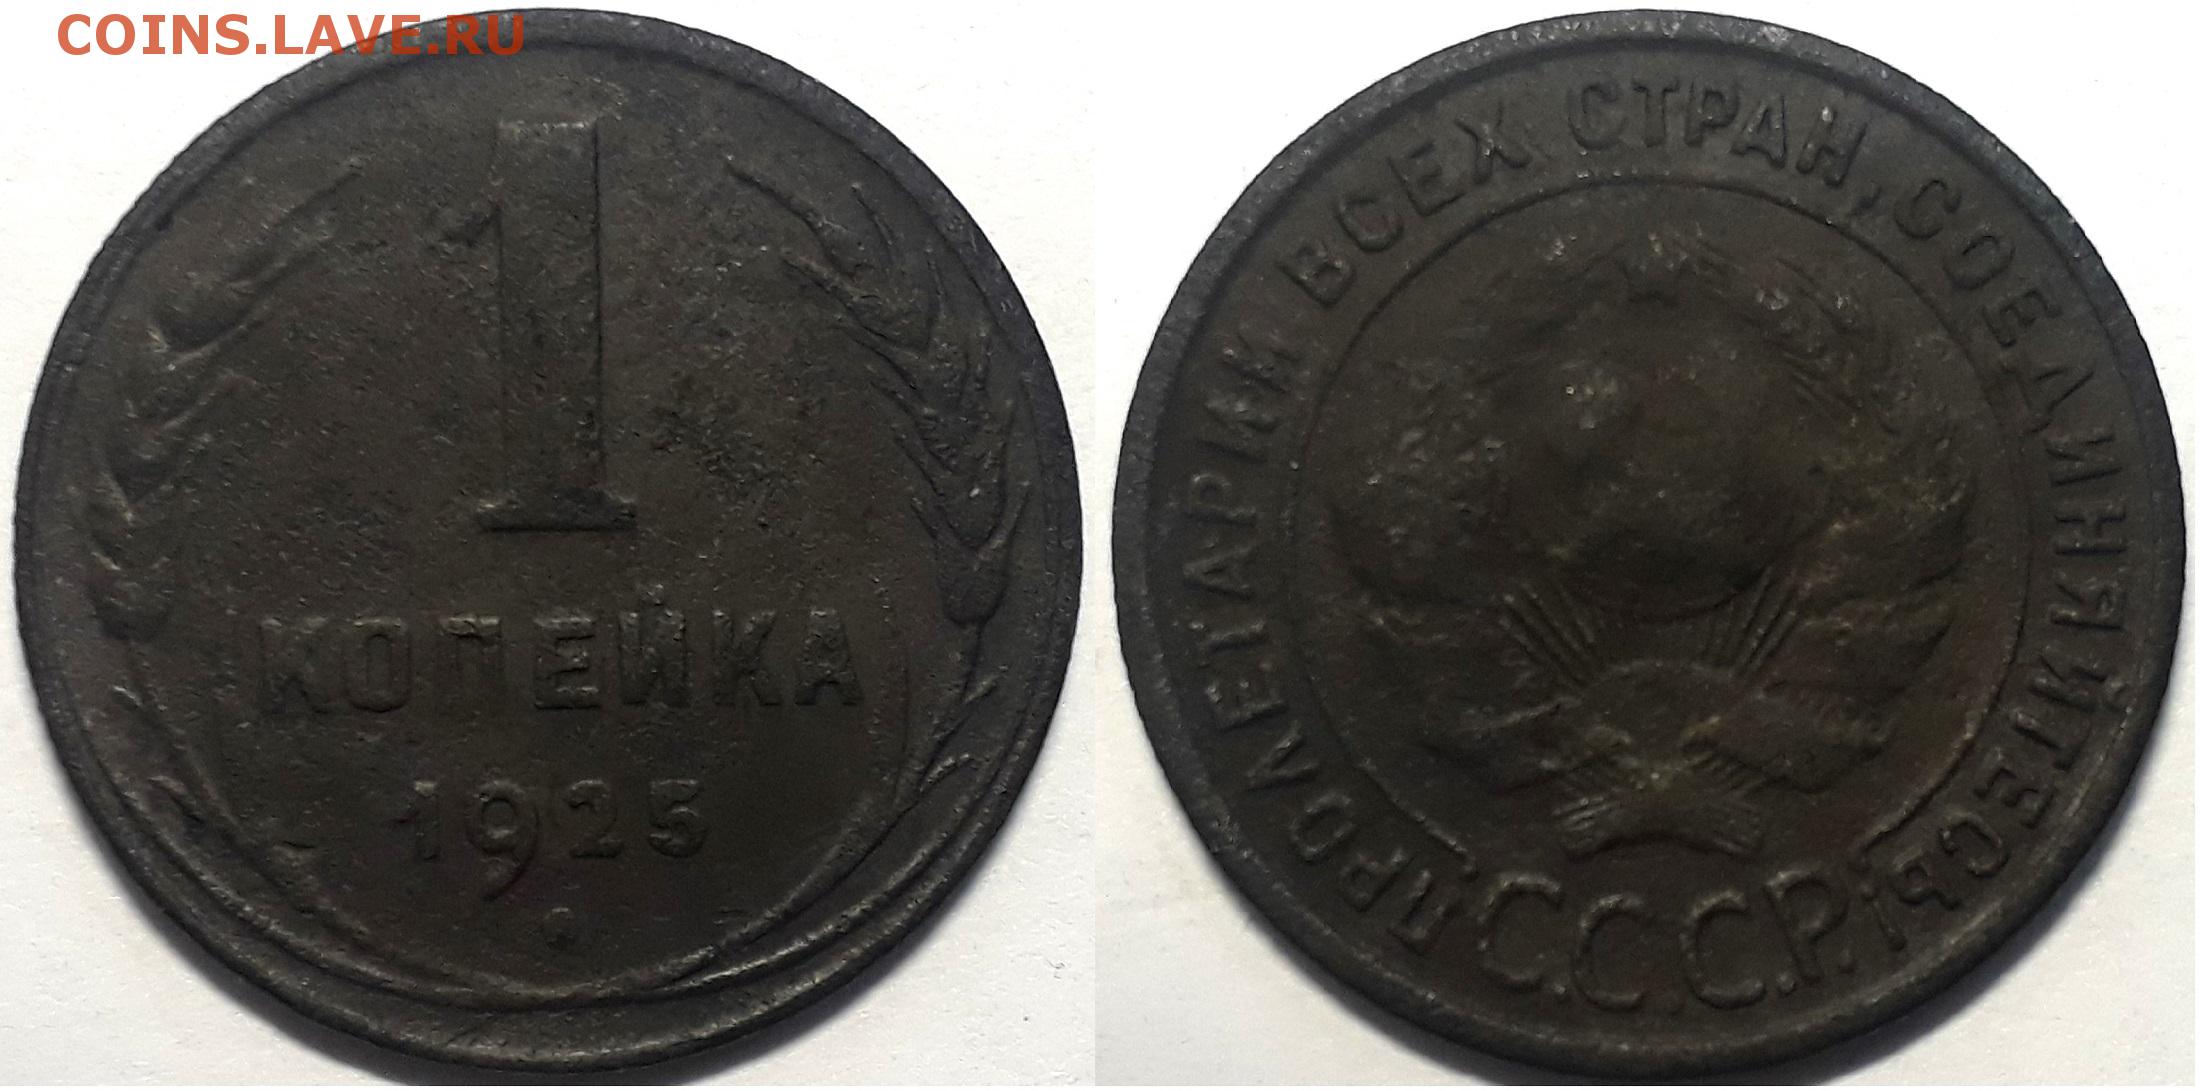 COINS.LAVE.RU
1
КОПЕЙКА
1925
ПРОЛЕТАРИИ ВСЕХ СТРАН, СОЕДИНЯЙТЕСЬ!
С.С.С.Р.